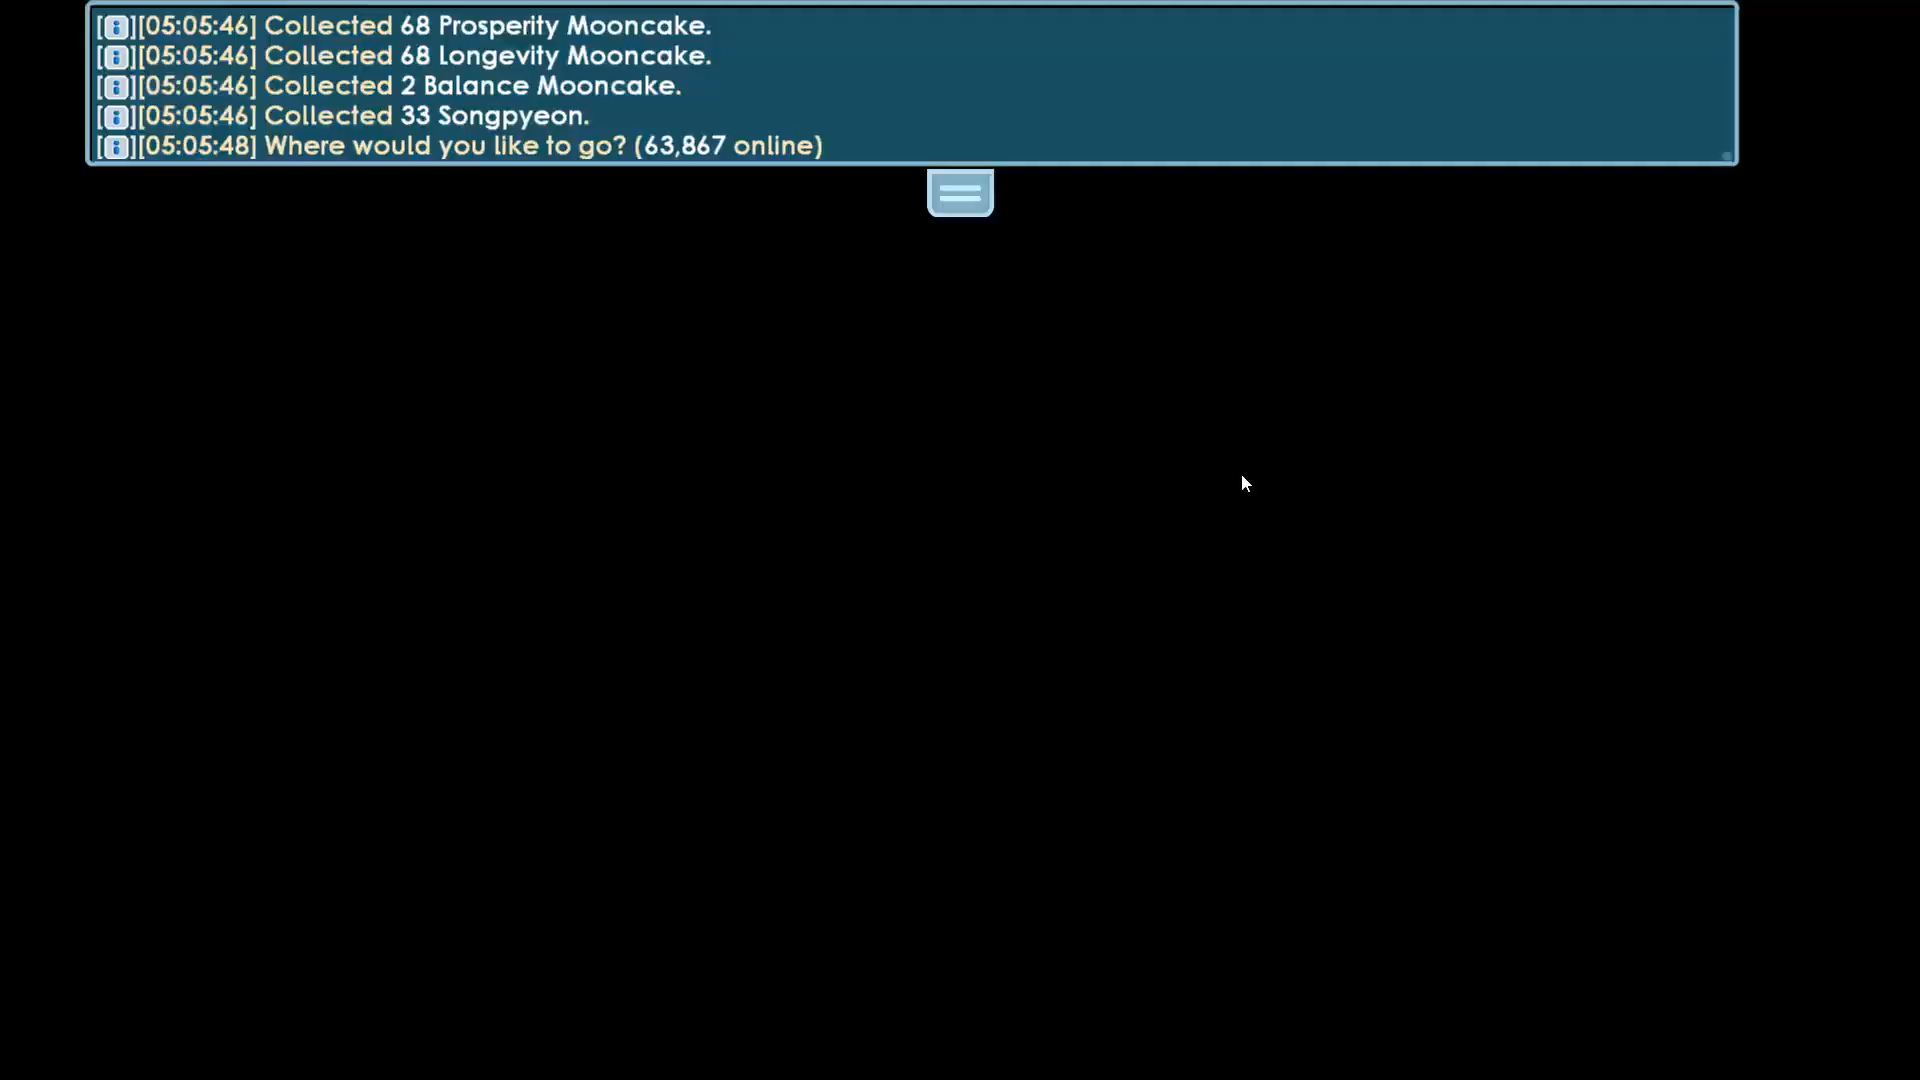 [i][05:05:46] Collected 68 Prosperity Mooncake.
[i][05:05:46] Collected 68 Longevity Mooncake.
[i][05:05:46] Collected 2 Balance Mooncake.
[i][05:05:46] Collected 33 Songpyeon.
[i][05:05:48] Where would you like to go? (63,867 online)